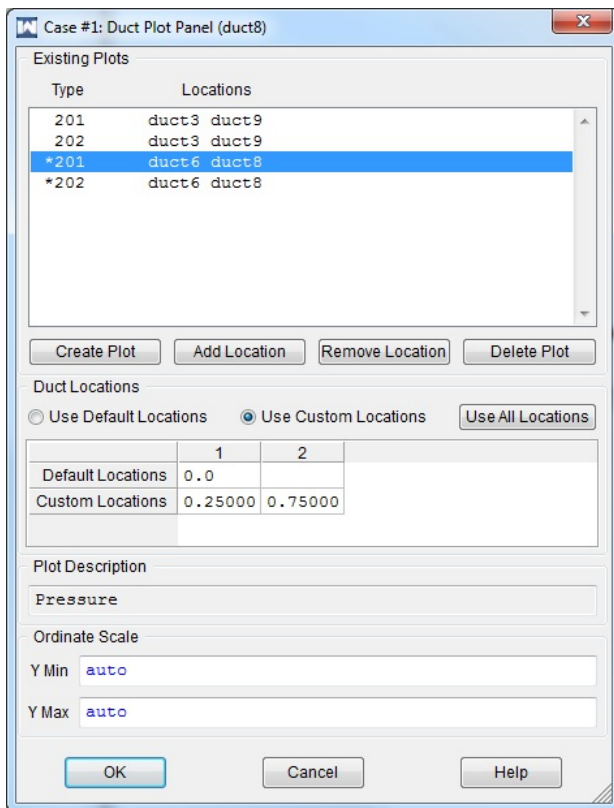 Case #1: Duct Plot Panel (duct8)
Existing Plots
Type Locations
201 duct3 duct9
202 duct3 duct9
*201 duct6 duct8
*202 duct6 duct8
Create Plot Add Location Remove Location Delete Plot
Duct Locations
Use Default Locations Use Custom Locations Use All Locations
1 2
Default Locations 0.0
Custom Locations 0.25000 0.75000
Plot Description
Pressure
Ordinate Scale
Y Min auto
Y Max auto
OK Cancel Help